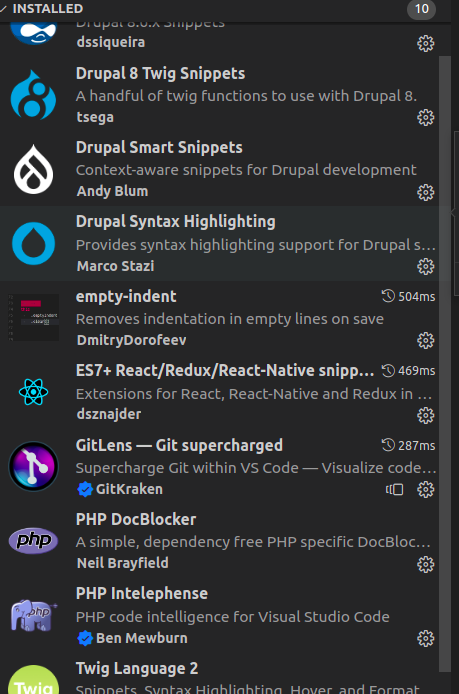 INSTALLED 10
Drupal 8.0.x Snippets
dssiqueira
Drupal 8 Twig Snippets
A handful of twig functions to use with Drupal 8.
tsega
Drupal Smart Snippets
Context-aware snippets for Drupal development
Andy Blum
Drupal Syntax Highlighting
Provides syntax highlighting support for Drupal s…
Marco Stazi
empty-indent 504ms
Removes indentation in empty lines on save
DmitryDorofeev
ES7+ React/Redux/React-Native snipp… 469ms
Extensions for React, React-Native and Redux in …
dsznajder
GitLens — Git supercharged 287ms
Supercharge Git within VS Code — Visualize code…
GitKraken
php
PHP DocBlocker
A simple, dependency free PHP specific DocBloc…
Neil Brayfield
PHP Intelephense
PHP code intelligence for Visual Studio Code
Ben Mewburn
Twig
Twig Language 2
Snippets, Syntax Highlighting, Hover, and Format